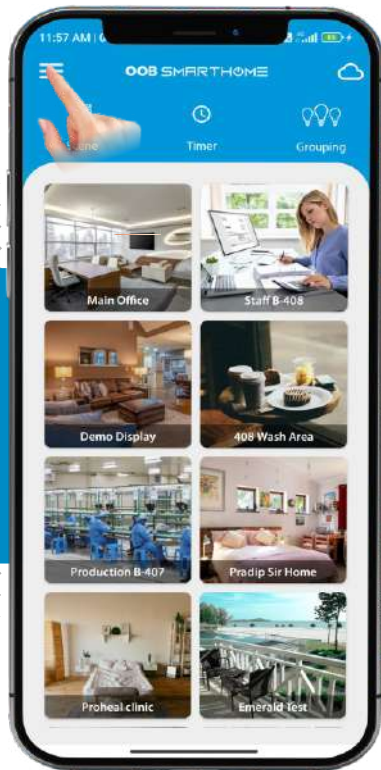 11:57 AM |
OOB SMARTHOME
Timer
Grouping
Main Office
Staff B-408
Demo Display
408 Wash Area
Production B-407
Pradip Sir Home
Proheal clinic
Emerald Test